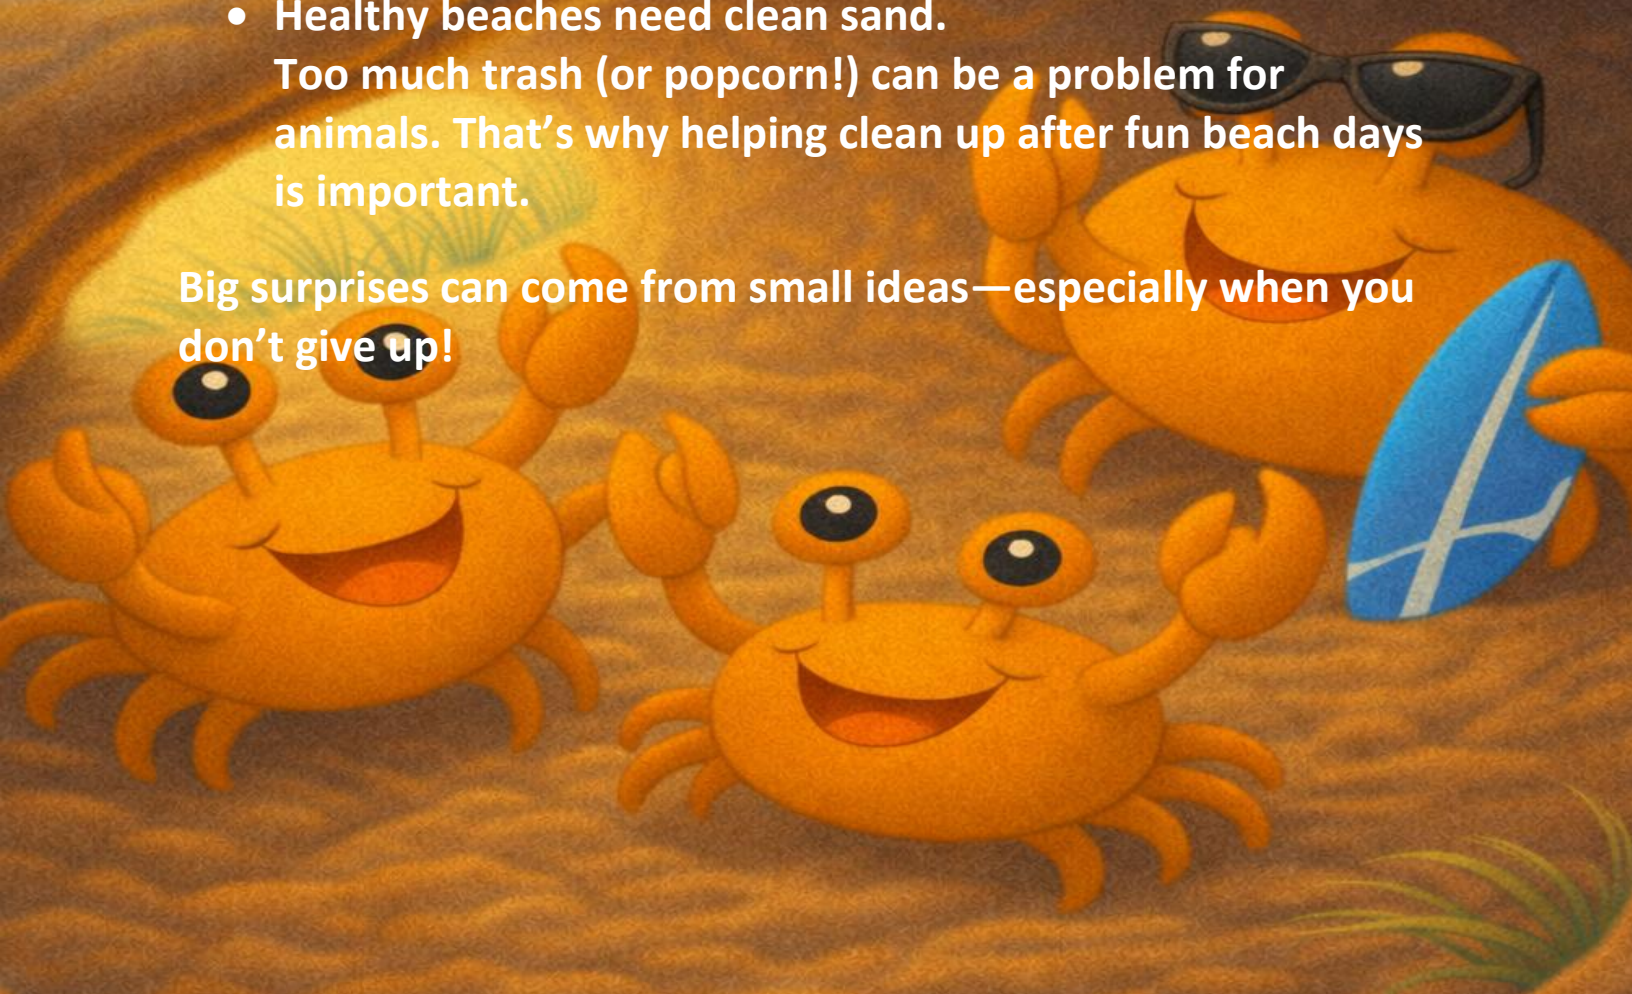 • Healthy beaches need clean sand.
Too much trash (or popcorn!) can be a problem for
animals. That’s why helping clean up after fun beach days
is important.
Big surprises can come from small ideas—especially when you
don’t give up!